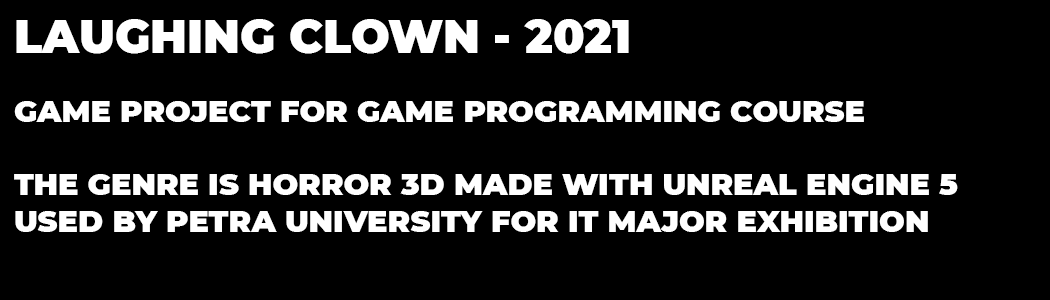 LAUGHING CLOWN - 2021
GAME PROJECT FOR GAME PROGRAMMING COURSE
THE GENRE IS HORROR 3D MADE WITH UNREAL ENGINE 5
USED BY PETRA UNIVERSITY FOR IT MAJOR EXHIBITION